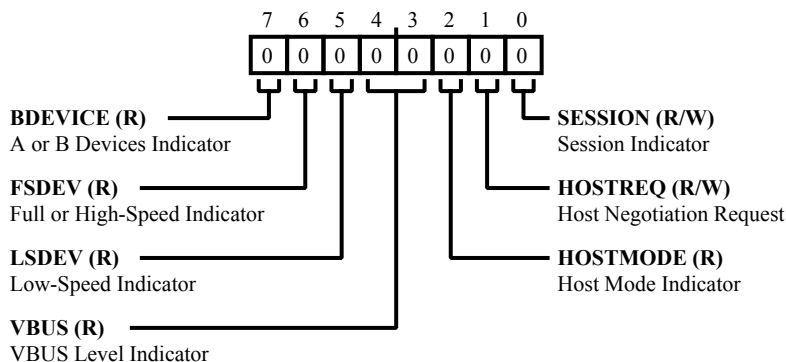 7 6 5 4 3 2 1 0
0 0 0 0 0 0 0 0
BDEVICE (R)
A or B Devices Indicator
FSDEV (R)
Full or High-Speed Indicator
LSDEV (R)
Low-Speed Indicator
VBUS (R)
VBUS Level Indicator
SESSION (R/W)
Session Indicator
HOSTREQ (R/W)
Host Negotiation Request
HOSTMODE (R)
Host Mode Indicator